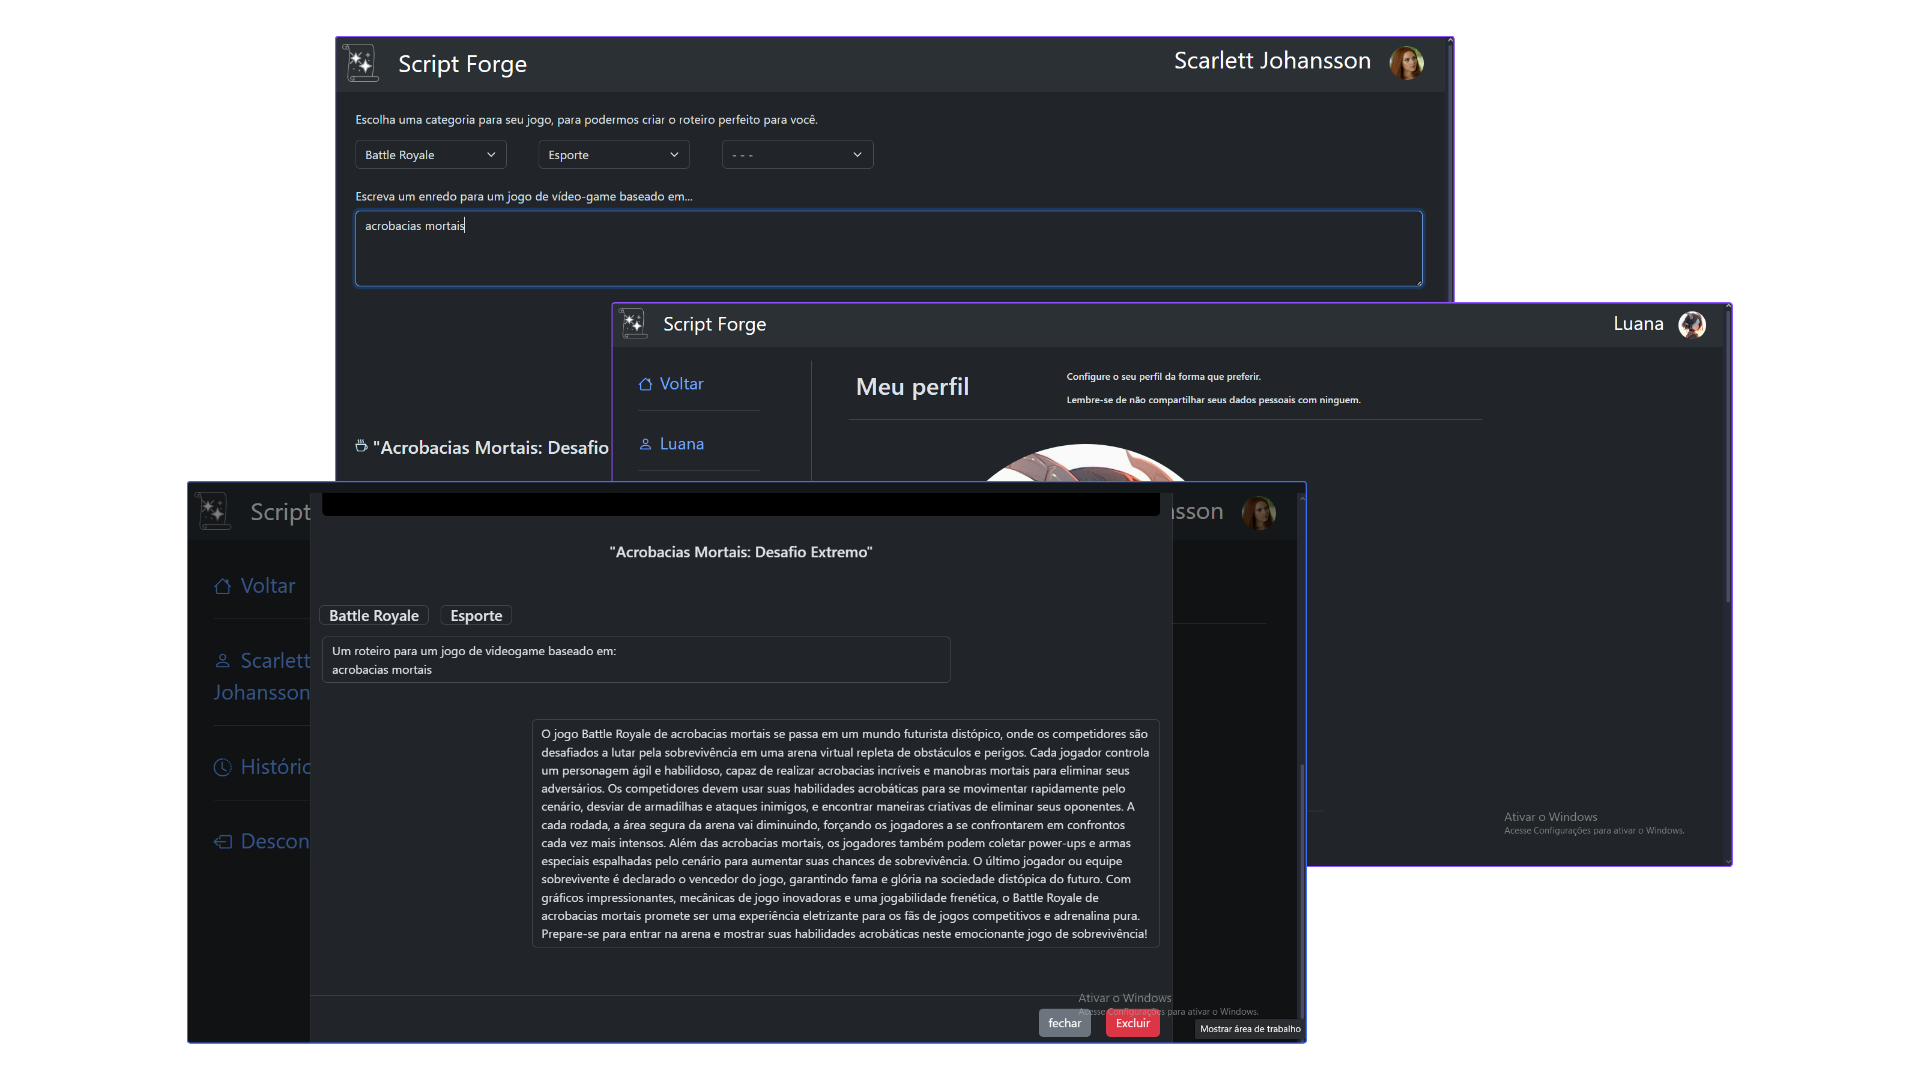 Script Forge
Scarlett Johansson
Escolha uma categoria para seu jogo, para podermos criar o roteiro perfeito para você.
Battle Royale
Esporte
- - -
Escreva um enredo para um jogo de vídeo-game baseado em...
acrobacias mortais
"Acrobacias Mortais: Desafio
Script Forge
Luana
Voltar
Luana
Meu perfil
Configure o seu perfil da forma que preferir.
Lembre-se de não compartilhar seus dados pessoais com ninguem.
Ativar o Windows
Acesse Configurações para ativar o Windows.
Script
nsson
Voltar
Scarlett
Johansson
Históric
Descon
"Acrobacias Mortais: Desafio Extremo"
Battle Royale
Esporte
Um roteiro para um jogo de videogame baseado em:
acrobacias mortais
O jogo Battle Royale de acrobacias mortais se passa em um mundo futurista distópico, onde os competidores são
desafiados a lutar pela sobrevivência em uma arena virtual repleta de obstáculos e perigos. Cada jogador controla
um personagem ágil e habilidoso, capaz de realizar acrobacias incríveis e manobras mortais para eliminar seus
adversários. Os competidores devem usar suas habilidades acrobáticas para se movimentar rapidamente pelo
cenário, desviar de armadilhas e ataques inimigos, e encontrar maneiras criativas de eliminar seus oponentes. A
cada rodada, a área segura da arena vai diminuindo, forçando os jogadores a se confrontarem em confrontos
cada vez mais intensos. Além das acrobacias mortais, os jogadores também podem coletar power-ups e armas
especiais espalhadas pelo cenário para aumentar suas chances de sobrevivência. O último jogador ou equipe
sobrevivente é declarado o vencedor do jogo, garantindo fama e glória na sociedade distópica do futuro. Com
gráficos impressionantes, mecânicas de jogo inovadoras e uma jogabilidade frenética, o Battle Royale de
acrobacias mortais promete ser uma experiência eletrizante para os fãs de jogos competitivos e adrenalina pura.
Prepare-se para entrar na arena e mostrar suas habilidades acrobáticas neste emocionante jogo de sobrevivência!
Ativar o Windows
Acesse Configurações para ativar o Windows.
fechar
Excluir
Mostrar área de trabalho